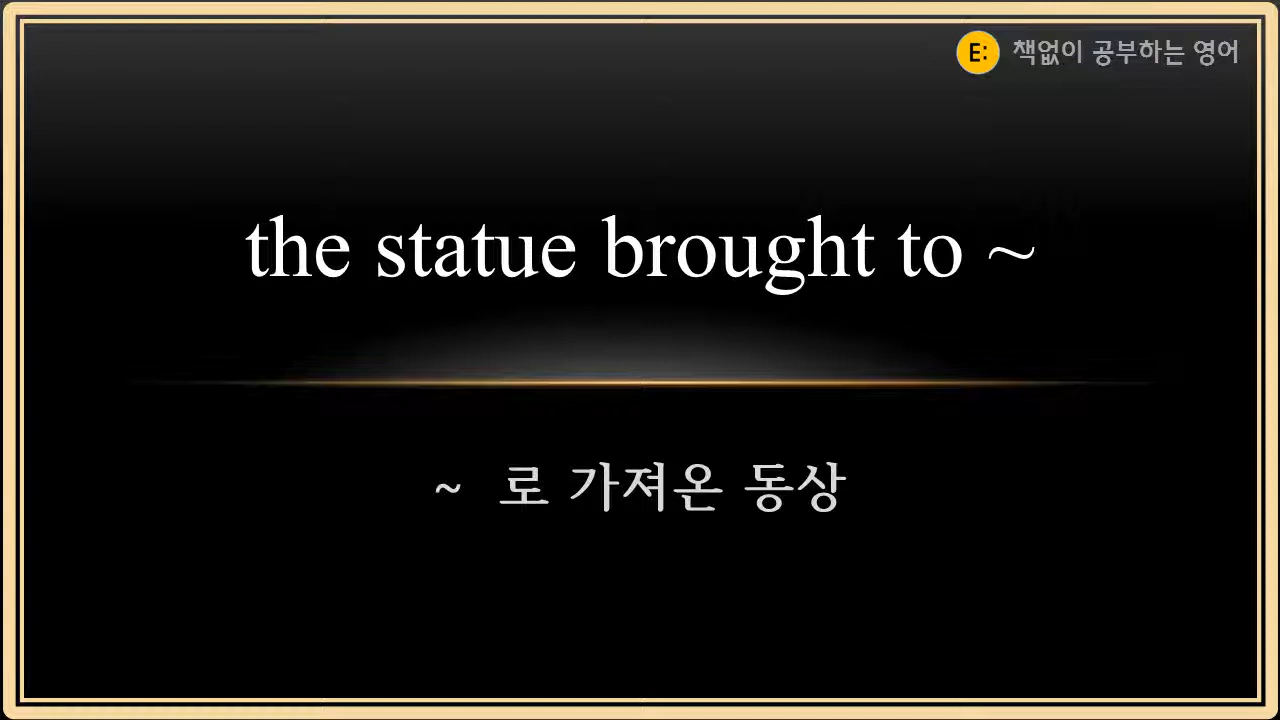 E: 책없이 공부하는 영어
the statue brought to ~
~ 로 가져온 동상